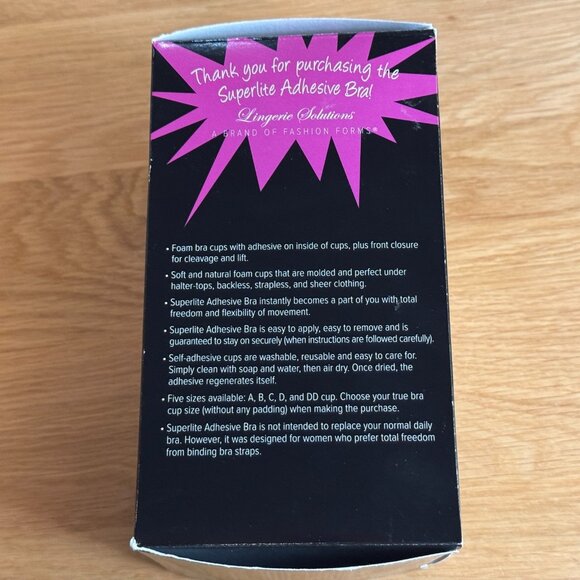 Thank you for purchasing the
Superlite Adhesive Bra!
Lingerie Solutions
A BRAND OF FASHION FORMS®
• Foam bra cups with adhesive on inside of cups, plus front closure
for cleavage and lift.
• Soft and natural foam cups that are molded and perfect under
halter-tops, backless, strapless, and sheer clothing.
• Superlite Adhesive Bra instantly becomes a part of you with total
freedom and flexibility of movement.
• Superlite Adhesive Bra is easy to apply, easy to remove and is
guaranteed to stay on securely (when instructions are followed carefully).
• Self-adhesive cups are washable, reusable and easy to care for.
Simply clean with soap and water, then air dry. Once dried, the
adhesive regenerates itself.
• Five sizes available: A, B, C, D, and DD cup. Choose your true bra
cup size (without any padding) when making the purchase.
• Superlite Adhesive Bra is not intended to replace your normal daily
bra. However, it was designed for women who prefer total freedom
from binding bra straps.